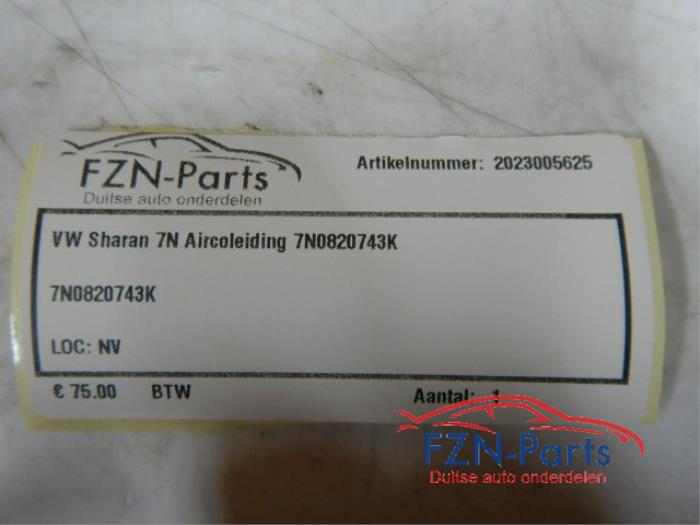 FZN-Parts
Duitse auto onderdelen
Artikelnummer: 2023005625
VW Sharan 7N Aircoleiding 7N0820743K
7N0820743K
LOC: NV
€ 75.00 BTW Aantal: 1
FZN-Parts
Duitse auto onderdelen